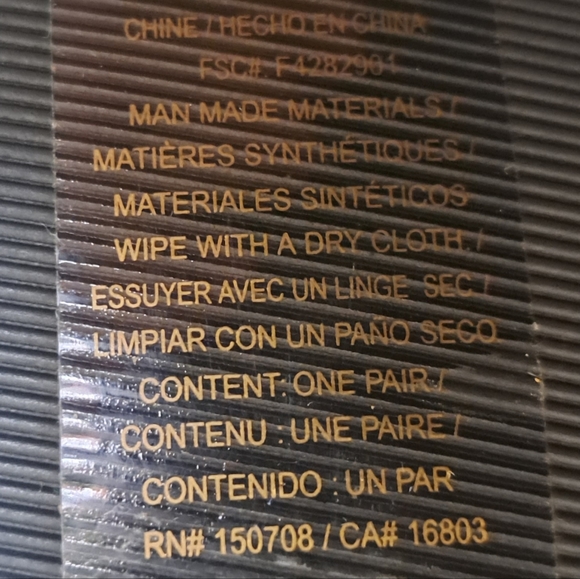 CHINE / HECHO EN CHINA
FSC#: F4282901
MAN MADE MATERIALS /
MATIÈRES SYNTHÉTIQUES /
MATERIALES SINTÉTICOS
WIPE WITH A DRY CLOTH. /
ESSUYER AVEC UN LINGE SEC /
LIMPIAR CON UN PAÑO SECO
CONTENT: ONE PAIR /
CONTENU : UNE PAIRE /
CONTENIDO : UN PAR
RN# 150708 / CA# 16803